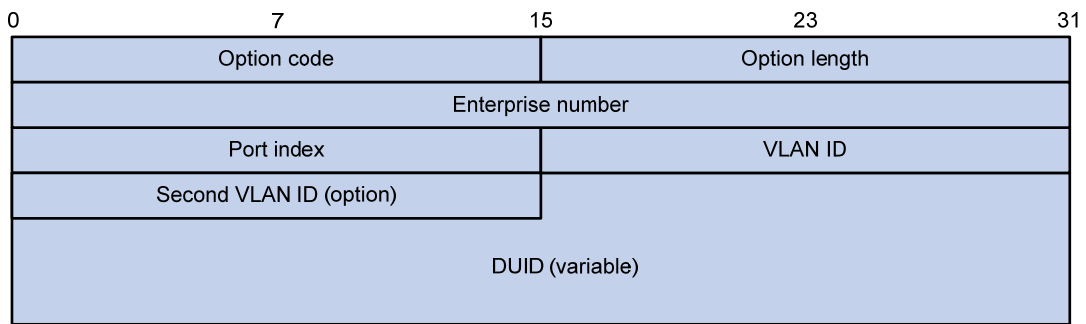 0 7 15 23 31
Option code Option length
Enterprise number
Port index VLAN ID
Second VLAN ID (option)
DUID (variable)